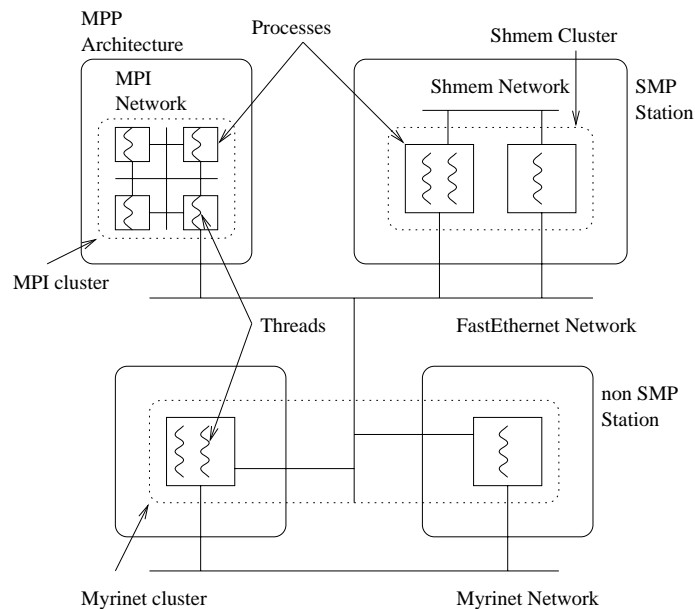 MPP
Architecture
Processes
Shmem Cluster
MPI
Network
Shmem Network
SMP
Station
MPI cluster
Threads
FastEthernet Network
non SMP
Station
Myrinet cluster
Myrinet Network